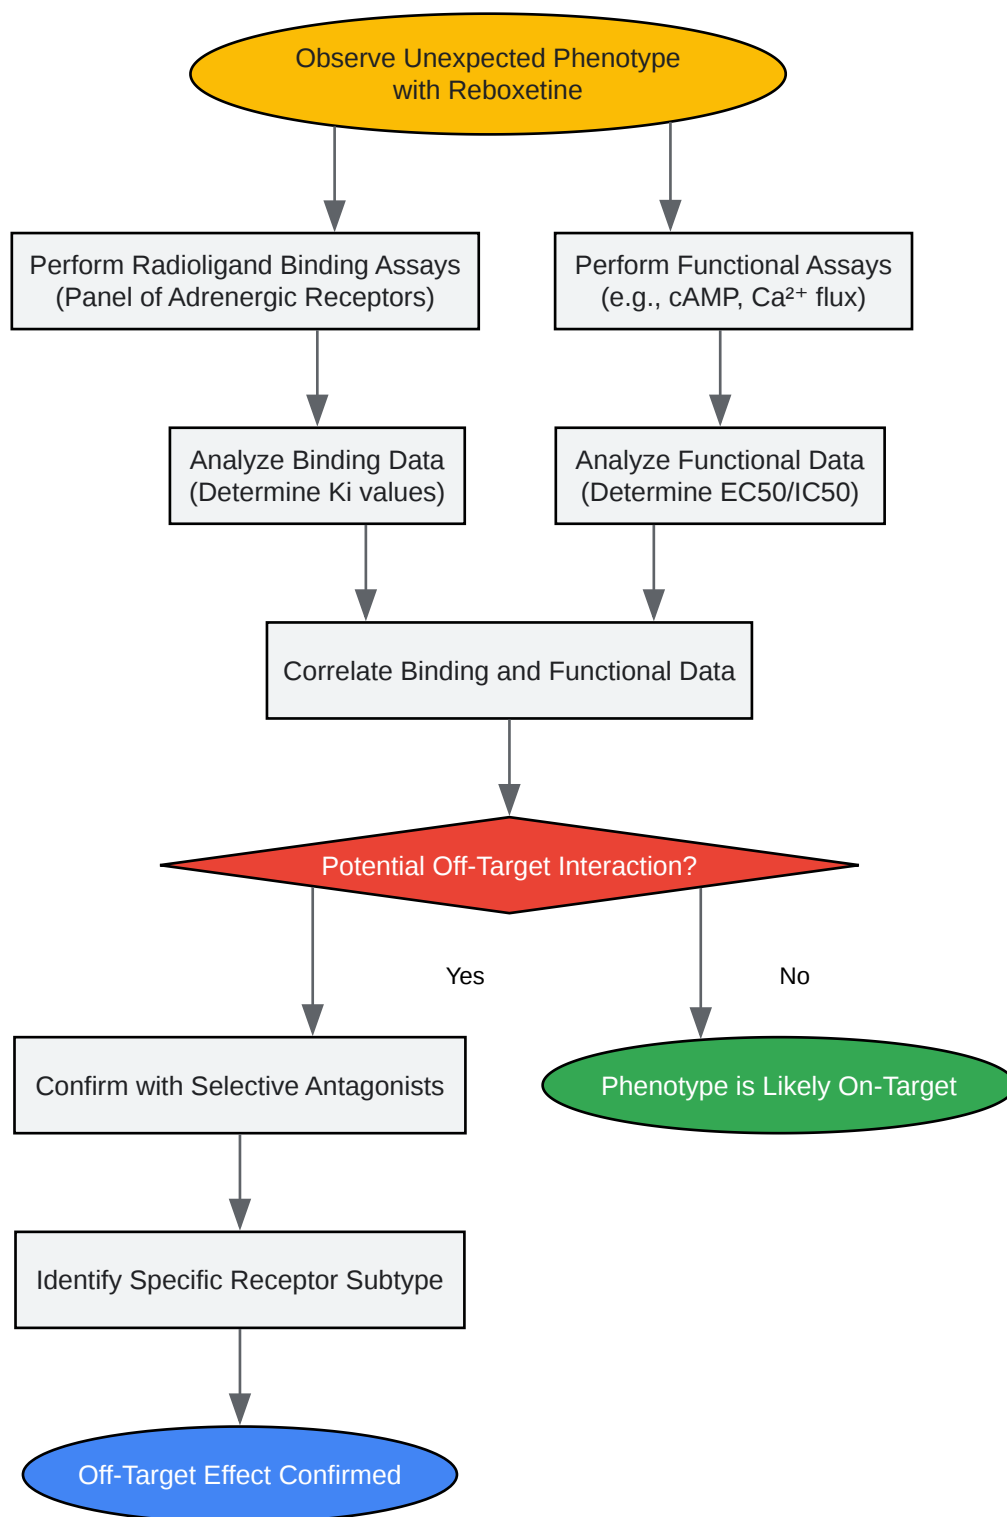 Observe Unexpected Phenotype
with Reboxetine
Perform Radioligand Binding Assays
(Panel of Adrenergic Receptors)
Perform Functional Assays
(e.g., cAMP, Ca²⁺ flux)
Analyze Binding Data
(Determine Ki values)
Analyze Functional Data
(Determine EC50/IC50)
Correlate Binding and Functional Data
Potential Off-Target Interaction?
Yes
No
Confirm with Selective Antagonists
Phenotype is Likely On-Target
Identify Specific Receptor Subtype
Off-Target Effect Confirmed